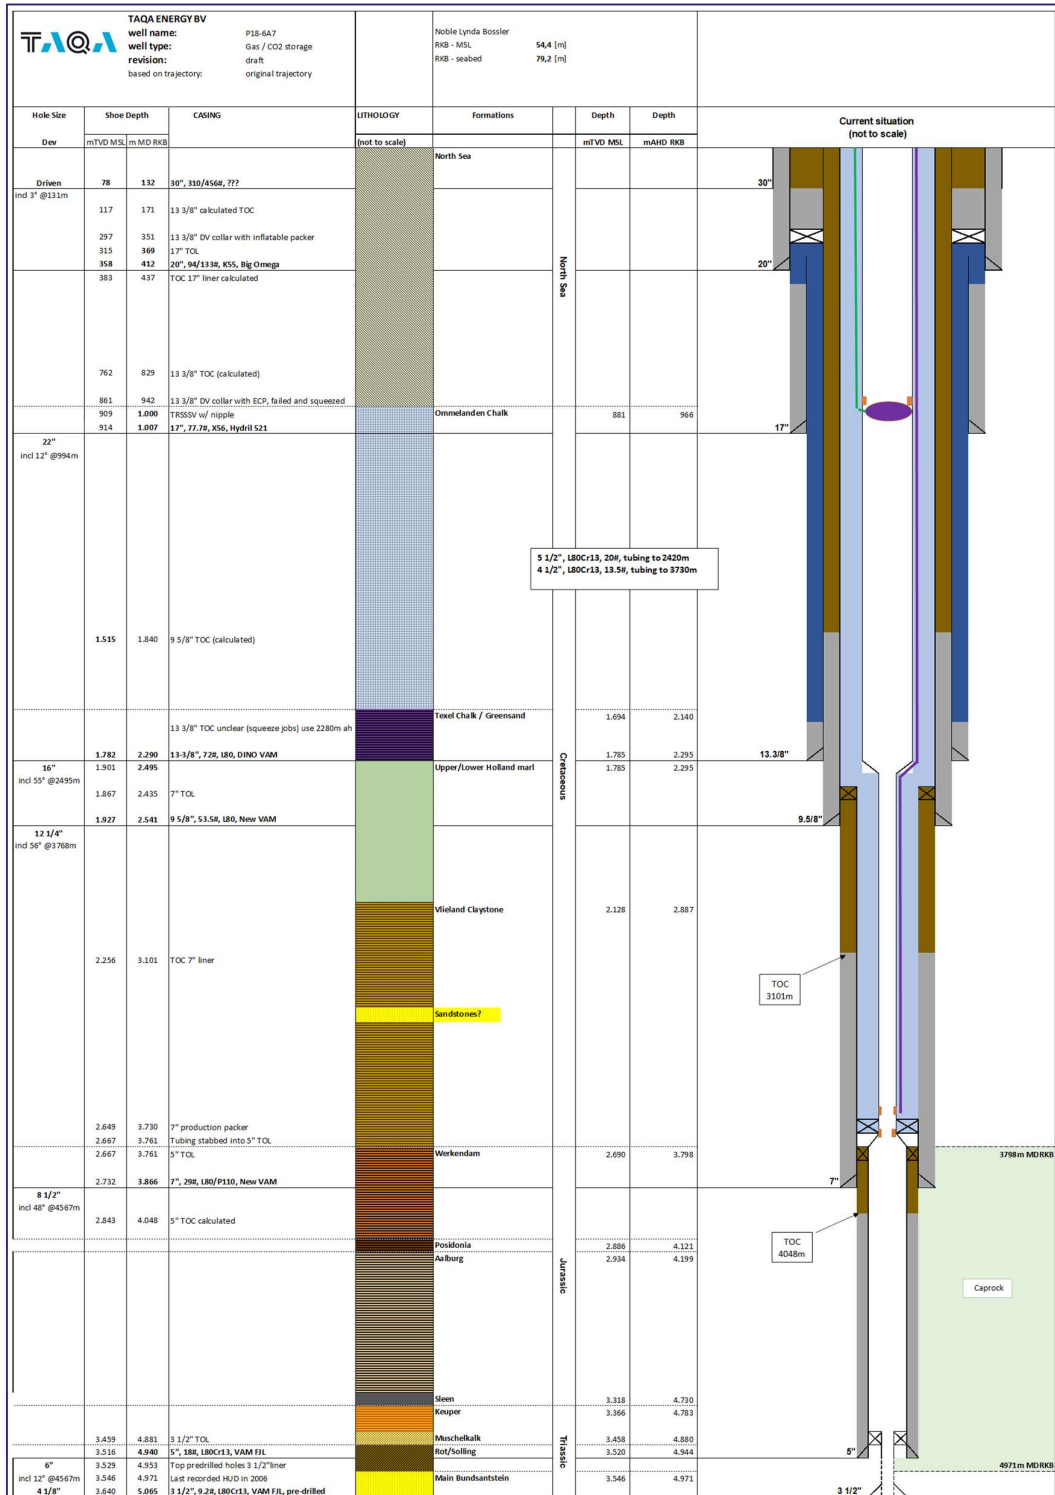 TAQA
TAQA ENERGY BV
well name: P18-6A7
well type: Gas / CO2 storage
revision: draft
based on trajectory: original trajectory
Noble Lynda Bossler
RKB - MSL 54,4 [m]
RKB - seabed 79,2 [m]
Hole Size Shoe Depth CASING LITHOLOGY Formations Depth Depth Current situation
(not to scale)
Dev mTVD MSL m MD RKB (not to scale) mTVD MSL mAHD RKB
North Sea
Driven 78 132 30", 310/456#, ??? 30"
incl 3° @131m
117 171 13 3/8" calculated TOC
297 351 13 3/8" DV collar with inflatable packer
315 369 17" TOL
358 412 20", 94/133#, K55, Big Omega 20"
North Sea
383 437 TOC 17" liner calculated
762 829 13 3/8" TOC (calculated)
861 942 13 3/8" DV collar with ECP, failed and squeezed
909 1.000 TRSSSV w/ nipple Ommelanden Chalk 881 966
914 1.007 17", 77.7#, X56, Hydril 521 17"
22"
incl 12° @994m
5 1/2", L80Cr13, 20#, tubing to 2420m
4 1/2", L80Cr13, 13.5#, tubing to 3730m
1.515 1.840 9 5/8" TOC (calculated)
Texel Chalk / Greensand 1.694 2.140
13 3/8" TOC unclear (squeeze jobs) use 2280m ah
1.782 2.290 13-3/8", 72#, L80, DINO VAM 1.785 2.295 13.3/8"
16" 1.901 2.495 Upper/Lower Holland marl 1.785 2.295
incl 55° @2495m
Cretaceous
1.867 2.435 7" TOL
1.927 2.541 9 5/8", 53.5#, L80, New VAM 9.5/8"
12 1/4"
incl 56° @3768m
Vlieland Claystone 2.128 2.887
2.256 3.101 TOC 7" liner
TOC
3101m
Sandstones?
2.649 3.730 7" production packer
2.667 3.761 Tubing stabbed into 5" TOL
2.667 3.761 5" TOL Werkendam 2.690 3.798 3798m MDRKB
2.732 3.866 7", 29#, L80/P110, New VAM 7"
8 1/2"
incl 48° @4567m
2.843 4.048 5" TOC calculated
TOC
4048m
Posidonia 2.886 4.121
Aalburg 2.934 4.199
Jurassic
Caprock
Sleen 3.318 4.730
Keuper 3.366 4.783
3.459 4.881 3 1/2" TOL Muschelkalk 3.458 4.880
3.516 4.940 5", 18#, L80Cr13, VAM FJL Rot/Solling 3.520 4.944 5"
Triassic
6" 3.529 4.953 Top predrilled holes 3 1/2"liner 4971m MDRKB
incl 12° @4567m 3.546 4.971 Last recorded HUD in 2006 Main Bundsantstein 3.546 4.971
4 1/8" 3.640 5.065 3 1/2", 9.2#, L80Cr13, VAM FJL, pre-drilled 3 1/2"